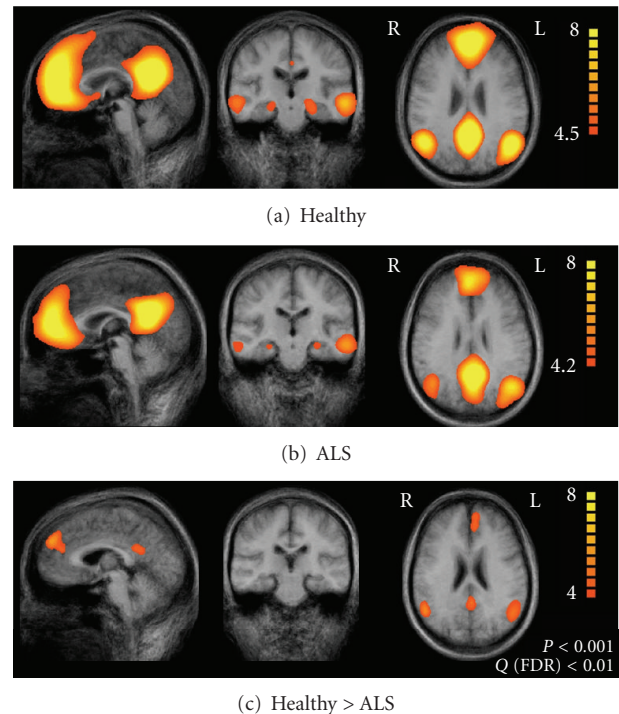 R L 8
4.5
(a) Healthy
R L 8
4.2
(b) ALS
R L 8
4
P < 0.001
Q (FDR) < 0.01
(c) Healthy > ALS